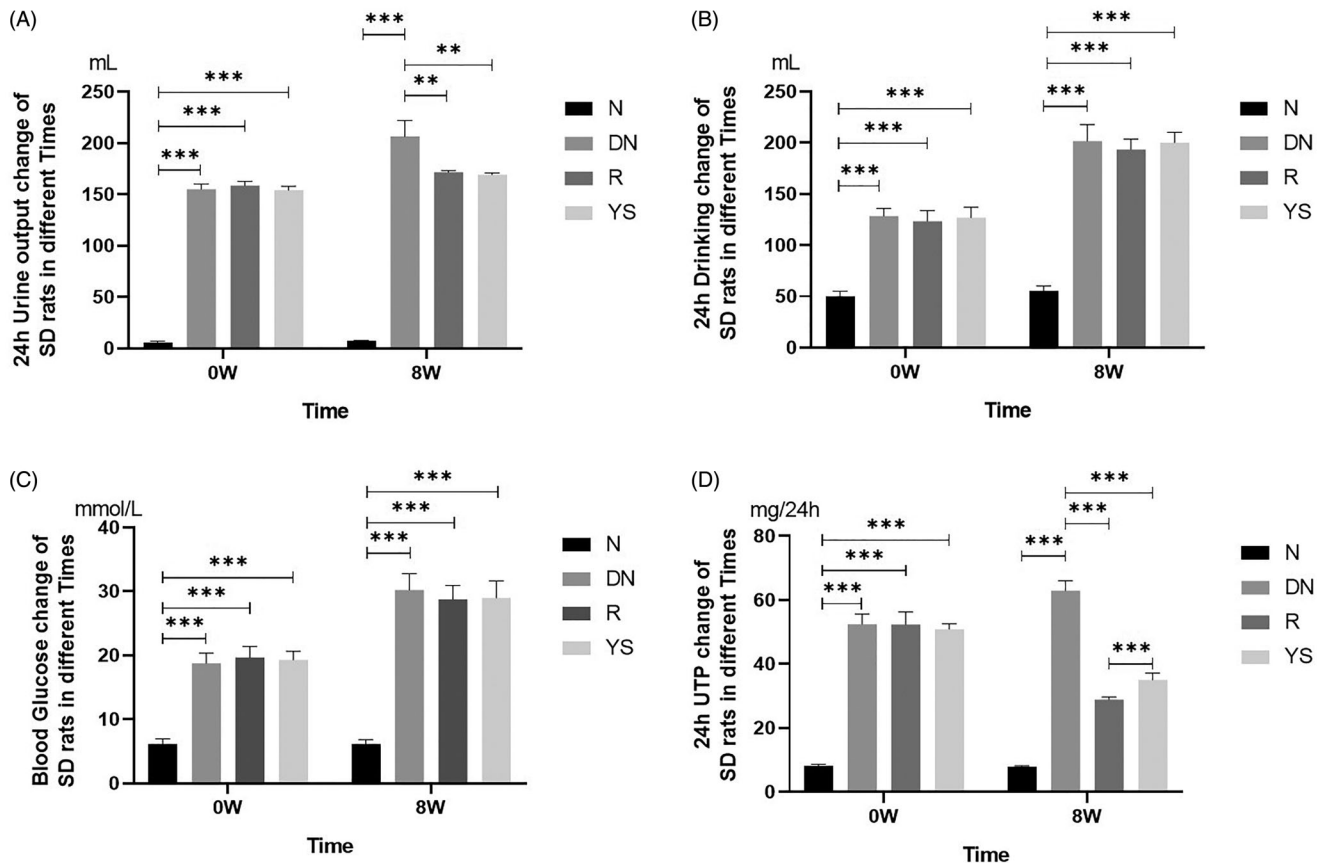 (A)
mL
24h Urine output change of
SD rats in different Times
250
200
150
100
50
0
***
***
***
***
**
**
0W
8W
Time
N
DN
R
YS
(B)
mL
24h Drinking change of
SD rats in different Times
250
200
150
100
50
0
***
***
***
***
***
***
0W
8W
Time
N
DN
R
YS
(C)
mmol/L
Blood Glucose change of
SD rats in different Times
40
30
20
10
0
***
***
***
***
***
***
0W
8W
Time
N
DN
R
YS
(D)
mg/24h
24h UTP change of
SD rats in different Times
80
60
40
20
0
***
***
***
***
***
***
***
0W
8W
Time
N
DN
R
YS